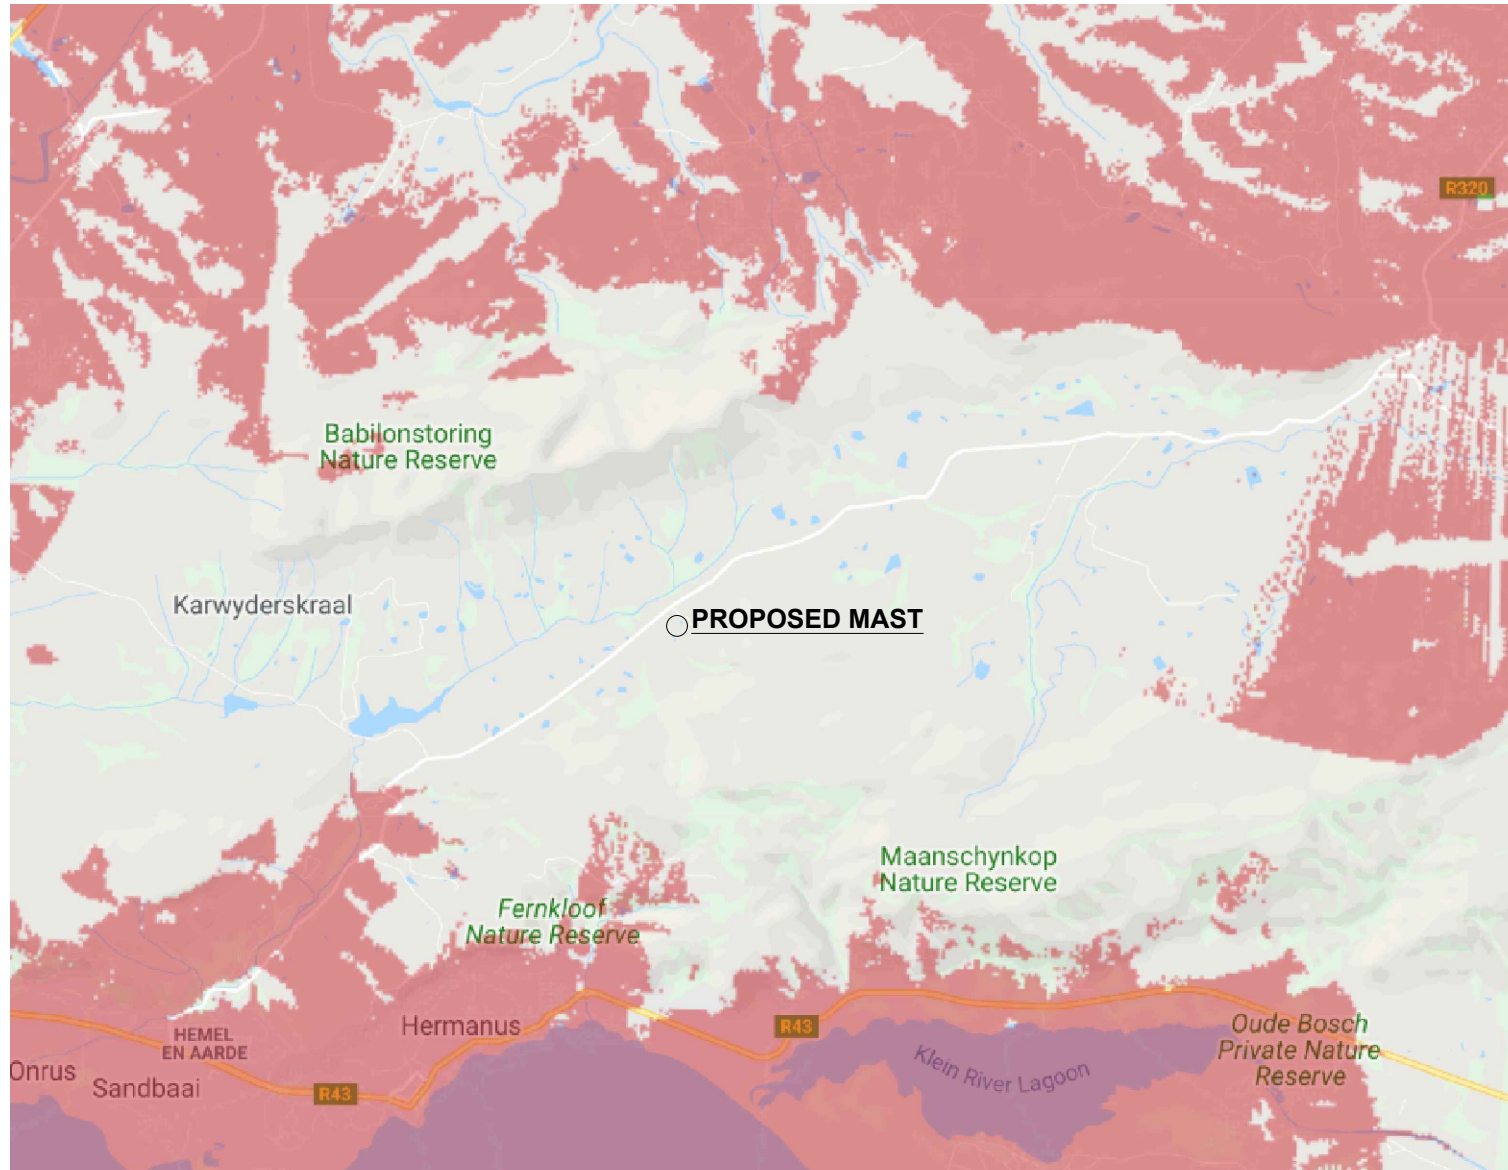 R320
Babilonstoring
Nature Reserve
Karwyderskraal
PROPOSED MAST
Maanschynkop
Nature Reserve
Fernkloof
Nature Reserve
Hermanus
R43
HEMEL
EN AARDE
Oude Bosch
Private Nature
Reserve
Klein River Lagoon
Onrus
Sandbaai
R43